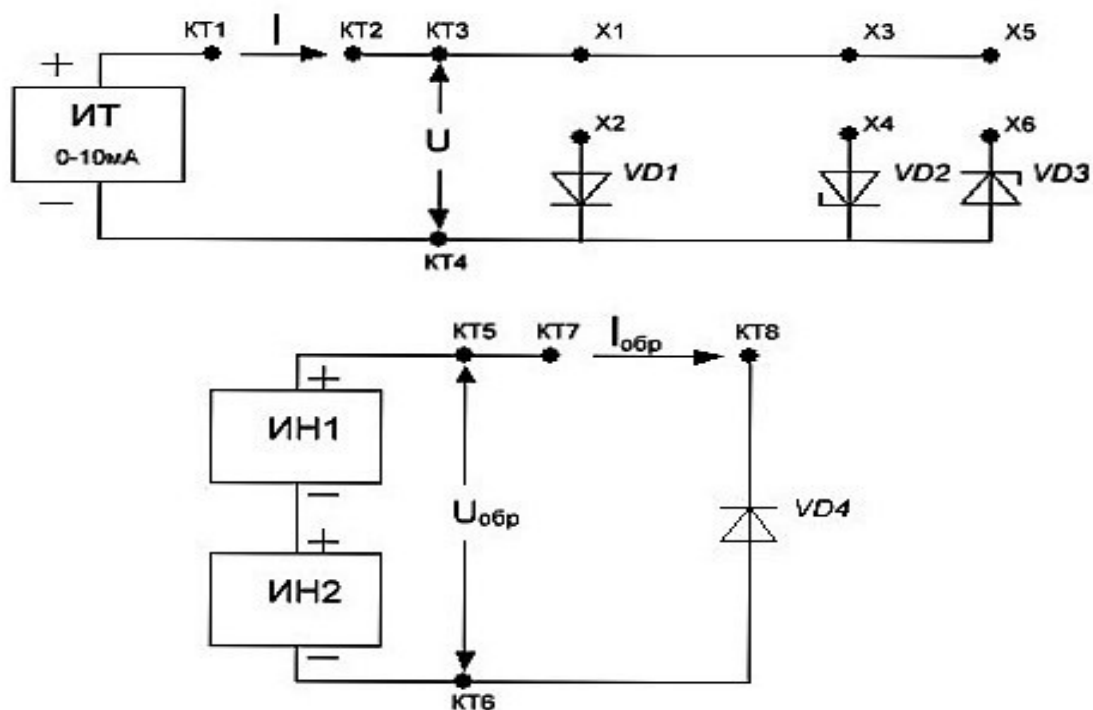 КТ1 I КТ2 КТ3 X1 X3 X5
+
ИТ
0-10мА
U
X2 X4 X6
VD1 VD2 VD3
−
КТ4
КТ5 КТ7 Iобр КТ8
+
ИН1
−
Uобр
VD4
+
ИН2
−
КТ6